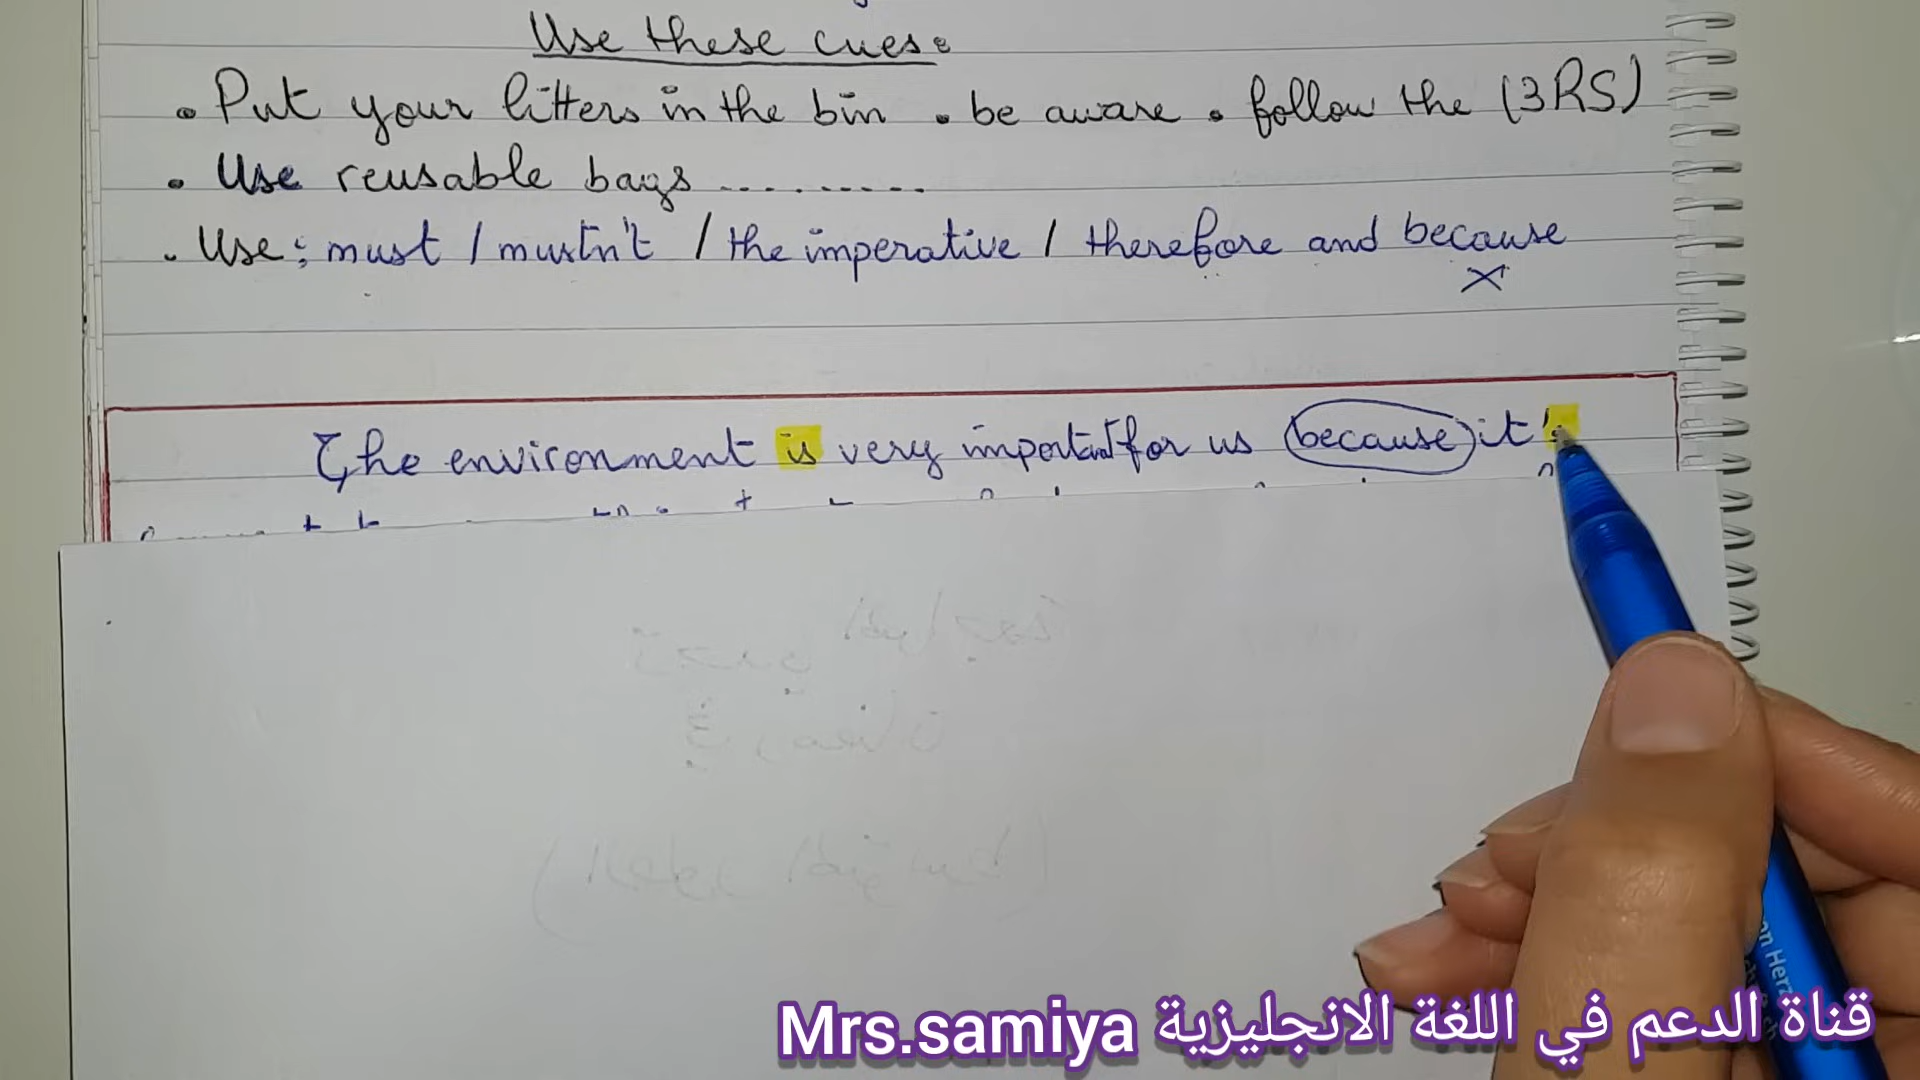 Use these cues:
• Put your litters in the bin • be aware • follow the (3RS)
• Use reusable bags .........
• Use : must / mustn't / the imperative / therefore and because
x
The environment is very important for us because it's
Mrs.samiya قناة الدعم في اللغة الانجليزية